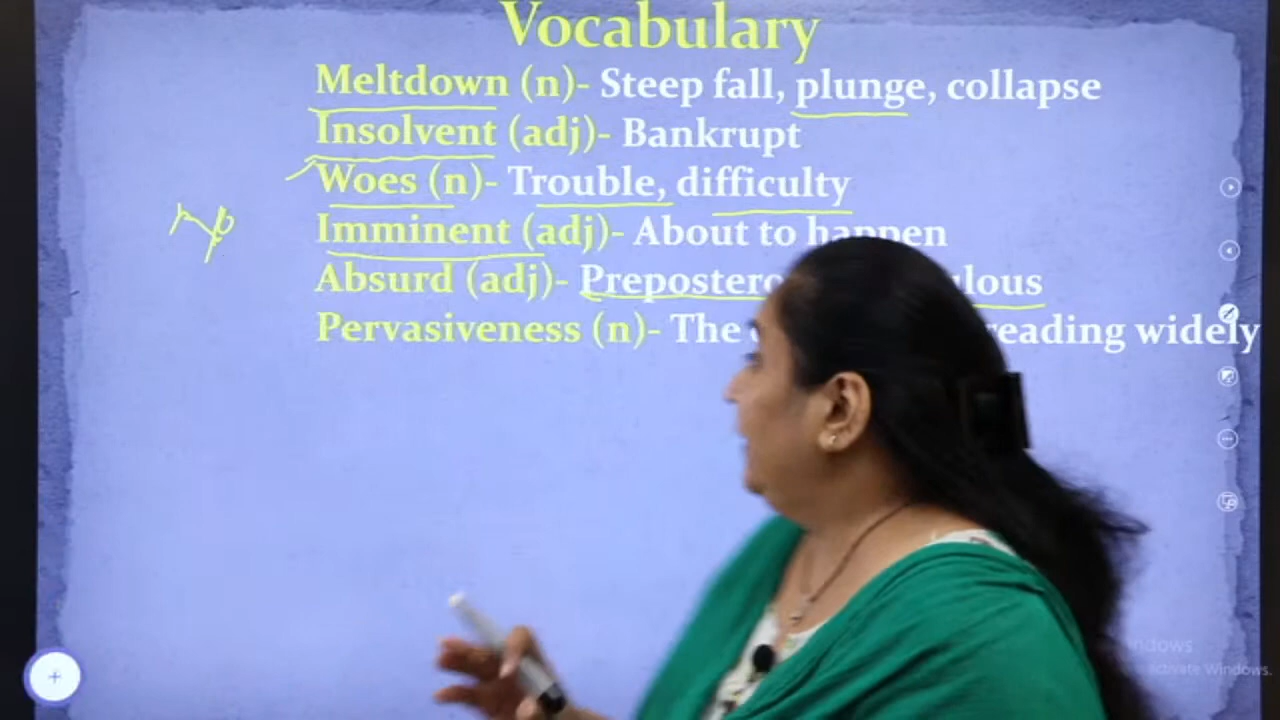 Vocabulary
Meltdown (n)- Steep fall, plunge, collapse
Insolvent (adj)- Bankrupt
Woes (n)- Trouble, difficulty
Imminent (adj)- About to happen
Absurd (adj)-
Pervasiveness (n)- The widely